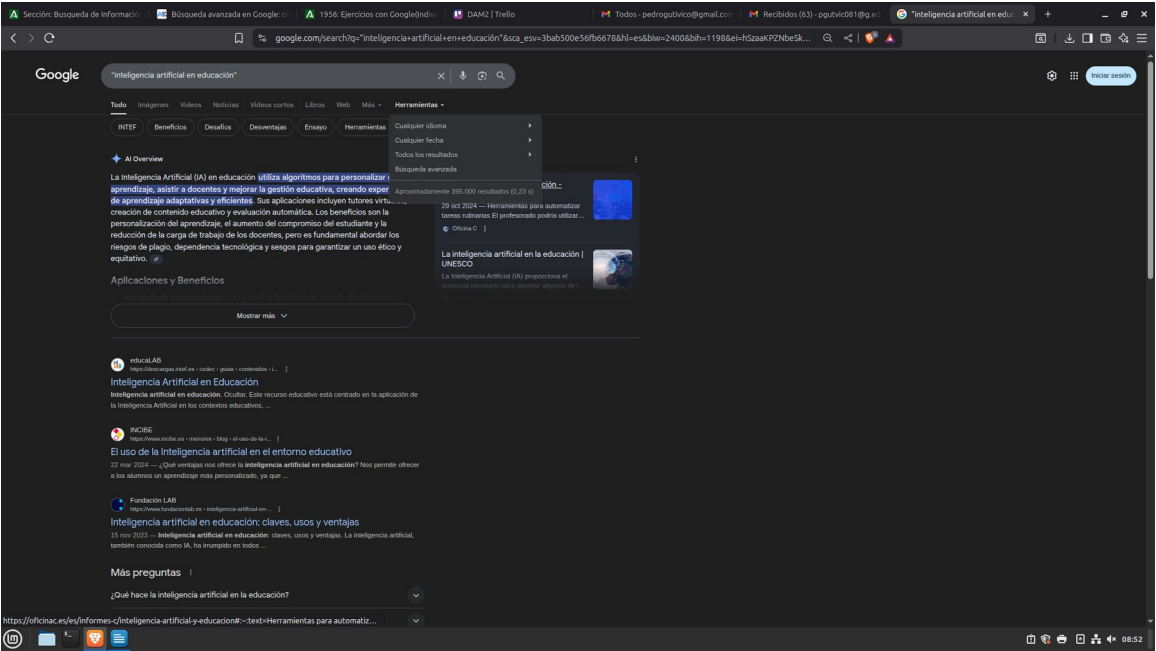 Sección: Busqueda de Informació
Búsqueda avanzada en Google: c
1956: Ejercicios con Google(Indivi
DAM2 | Trello
Todos - pedrogutivico@gmail.com
Recibidos (63) - pgutvic081@g.ed
"inteligencia artificial en educ
google.com/search?q="inteligencia+artificial+en+educación"&sca_esv=3bab500e56fb6678&hl=es&biw=2400&bih=1198&ei=hSzaaKPZNbeSk...
Google
"inteligencia artificial en educación"
Iniciar sesión
Todo Imágenes Vídeos Noticias Vídeos cortos Libros Web Más Herramientas
INTEF Beneficios Desafíos Desventajas Ensayo Herramientas
Cualquier idioma
Cualquier fecha
Todos los resultados
Búsqueda avanzada
Aproximadamente 395.000 resultados (0,23 s)
AI Overview
La Inteligencia Artificial (IA) en educación utiliza algoritmos para personalizar
aprendizaje, asistir a docentes y mejorar la gestión educativa, creando exper
de aprendizaje adaptativas y eficientes. Sus aplicaciones incluyen tutores virtu
creación de contenido educativo y evaluación automática. Los beneficios son la
personalización del aprendizaje, el aumento del compromiso del estudiante y la
reducción de la carga de trabajo de los docentes, pero es fundamental abordar los
riesgos de plagio, dependencia tecnológica y sesgos para garantizar un uso ético y
equitativo.
Aplicaciones y Beneficios
Mostrar más
ción -
29 oct 2024 — Herramientas para automatizar
tareas rutinarias El profesorado podría utilizar...
Oficina C
La inteligencia artificial en la educación |
UNESCO
La Inteligencia Artificial (IA) proporciona el
potencial necesario para abordar algunos de l...
educaLAB
https://descargas.intef.es › cedec › guias › contenidos › i...
Inteligencia Artificial en Educación
Inteligencia artificial en educación. Ocultar. Este recurso educativo está centrado en la aplicación de
la Inteligencia Artificial en los contextos educativos, ...
INCIBE
https://www.incibe.es › menores › blog › el-uso-de-la-i...
El uso de la Inteligencia artificial en el entorno educativo
22 mar 2024 — ¿Qué ventajas nos ofrece la inteligencia artificial en educación? Nos permite ofrecer
a los alumnos un aprendizaje más personalizado, ya que ...
Fundación LAB
https://www.fundacionlab.es › inteligencia-artificial-en-...
Inteligencia artificial en educación: claves, usos y ventajas
15 nov 2023 — Inteligencia artificial en educación: claves, usos y ventajas. La inteligencia artificial,
también conocida como IA, ha irrumpido en todos ...
Más preguntas
¿Qué hace la inteligencia artificial en la educación?
https://oficinac.es/es/informes-c/inteligencia-artificial-y-educacion#:~:text=Herramientas para automatiz...
08:52